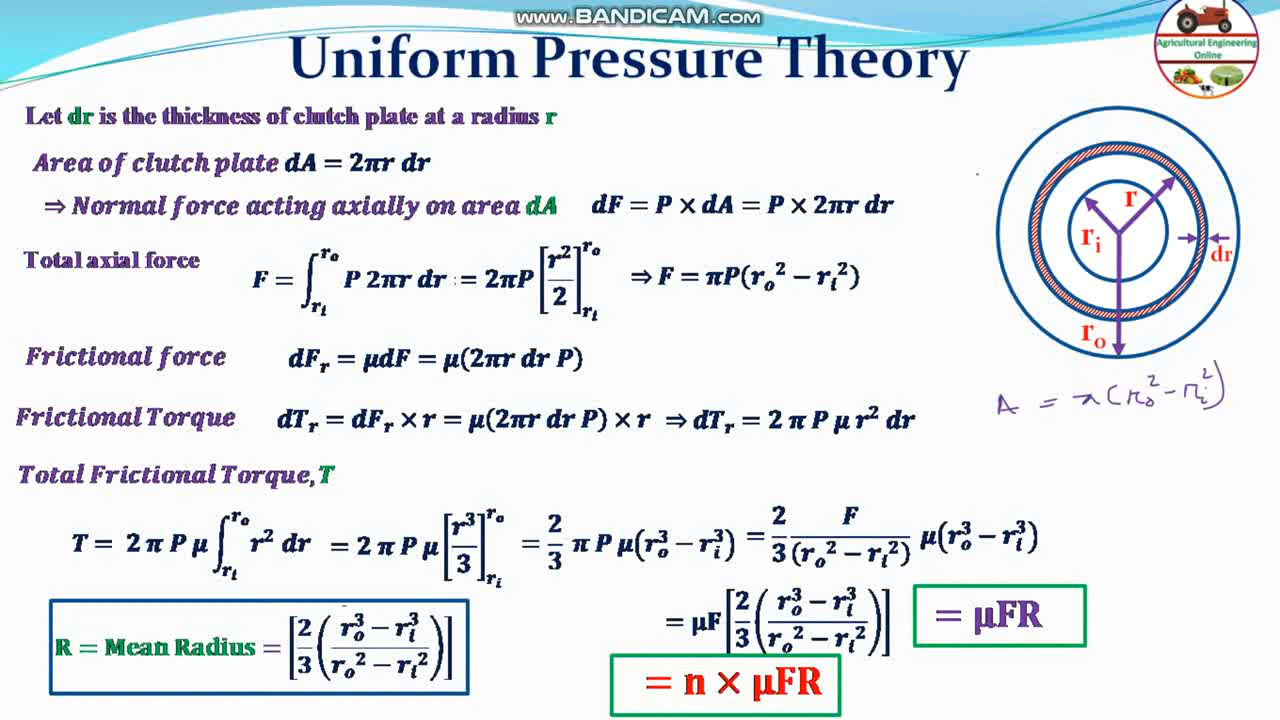 www.BANDICAM.com
Uniform Pressure Theory
Agricultural Engineering
Online
Let dr is the thickness of clutch plate at a radius r
Area of clutch plate dA = 2πr dr
⇒ Normal force acting axially on area dA dF = P × dA = P × 2πr dr
Total axial force F = ∫_{r_i}^{r_o} P 2πr dr = 2πP [r²/2]_{r_i}^{r_o} ⇒ F = πP(r_o² − r_i²)
r
r_i
dr
r_o
Frictional force dF_r = μdF = μ(2πr dr P)
A = π(r_o² − r_i²)
Frictional Torque dT_r = dF_r × r = μ(2πr dr P) × r ⇒ dT_r = 2 π P μ r² dr
Total Frictional Torque, T
T = 2 π P μ ∫_{r_i}^{r_o} r² dr = 2 π P μ [r³/3]_{r_i}^{r_o} = 2/3 π P μ(r_o³ − r_i³) = 2/3 F/(r_o² − r_i²) μ(r_o³ − r_i³)
R = Mean Radius = [2/3 ((r_o³ − r_i³)/(r_o² − r_i²))]
= μF[2/3 ((r_o³ − r_i³)/(r_o² − r_i²))] = μFR
= n × μFR